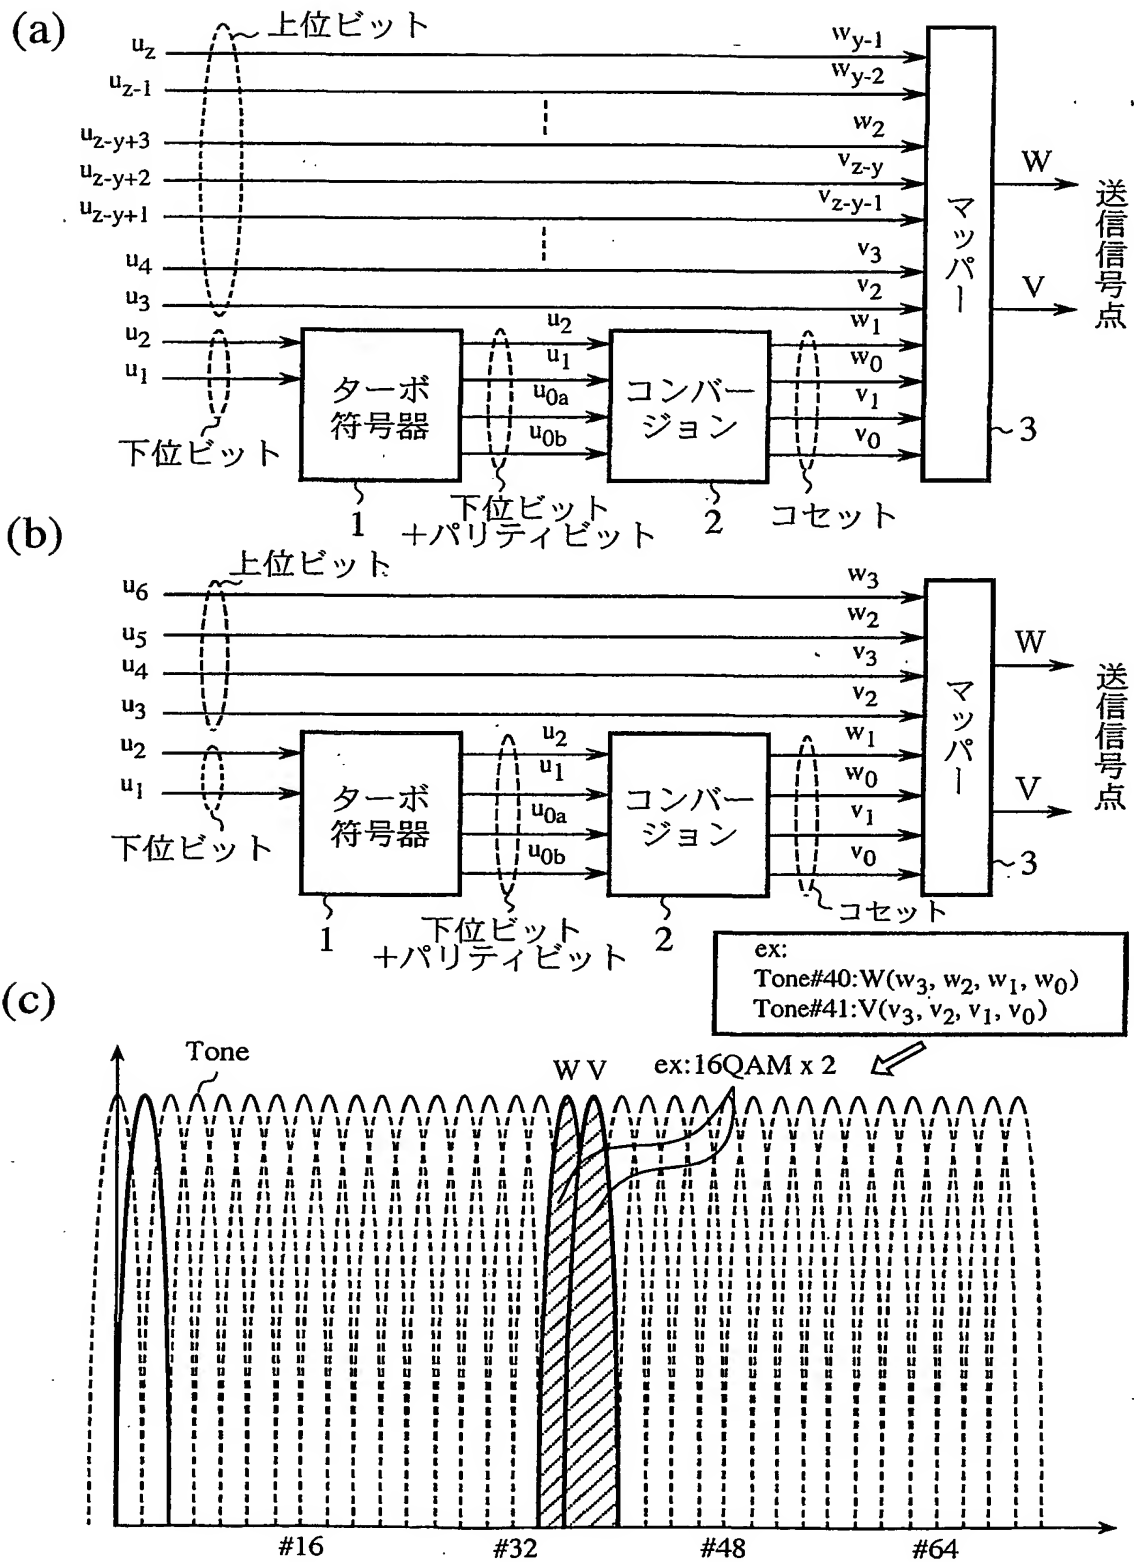 (a)
上位ビット
u_z
w_y-1
u_z-1
w_y-2
u_z-y+3
w_2
u_z-y+2
v_z-y
W
u_z-y+1
v_z-y-1
u_4
v_3
V
u_3
v_2
u_2
u_2
w_1
u_1
u_1
w_0
u_0a
v_1
u_0b
v_0
ターボ
符号器
コンバー
ジョン
マッパー
送信信号点
下位ビット
1
下位ビット
+パリティビット
2
コセット
3
(b)
上位ビット
u_6
w_3
u_5
w_2
W
u_4
v_3
u_3
v_2
u_2
u_2
w_1
u_1
u_1
w_0
V
u_0a
v_1
u_0b
v_0
ターボ
符号器
コンバー
ジョン
マッパー
送信信号点
下位ビット
1
下位ビット
+パリティビット
2
コセット
3
ex:
Tone#40:W(w_3, w_2, w_1, w_0)
Tone#41:V(v_3, v_2, v_1, v_0)
(c)
Tone
W V
ex:16QAM x 2
#16
#32
#48
#64